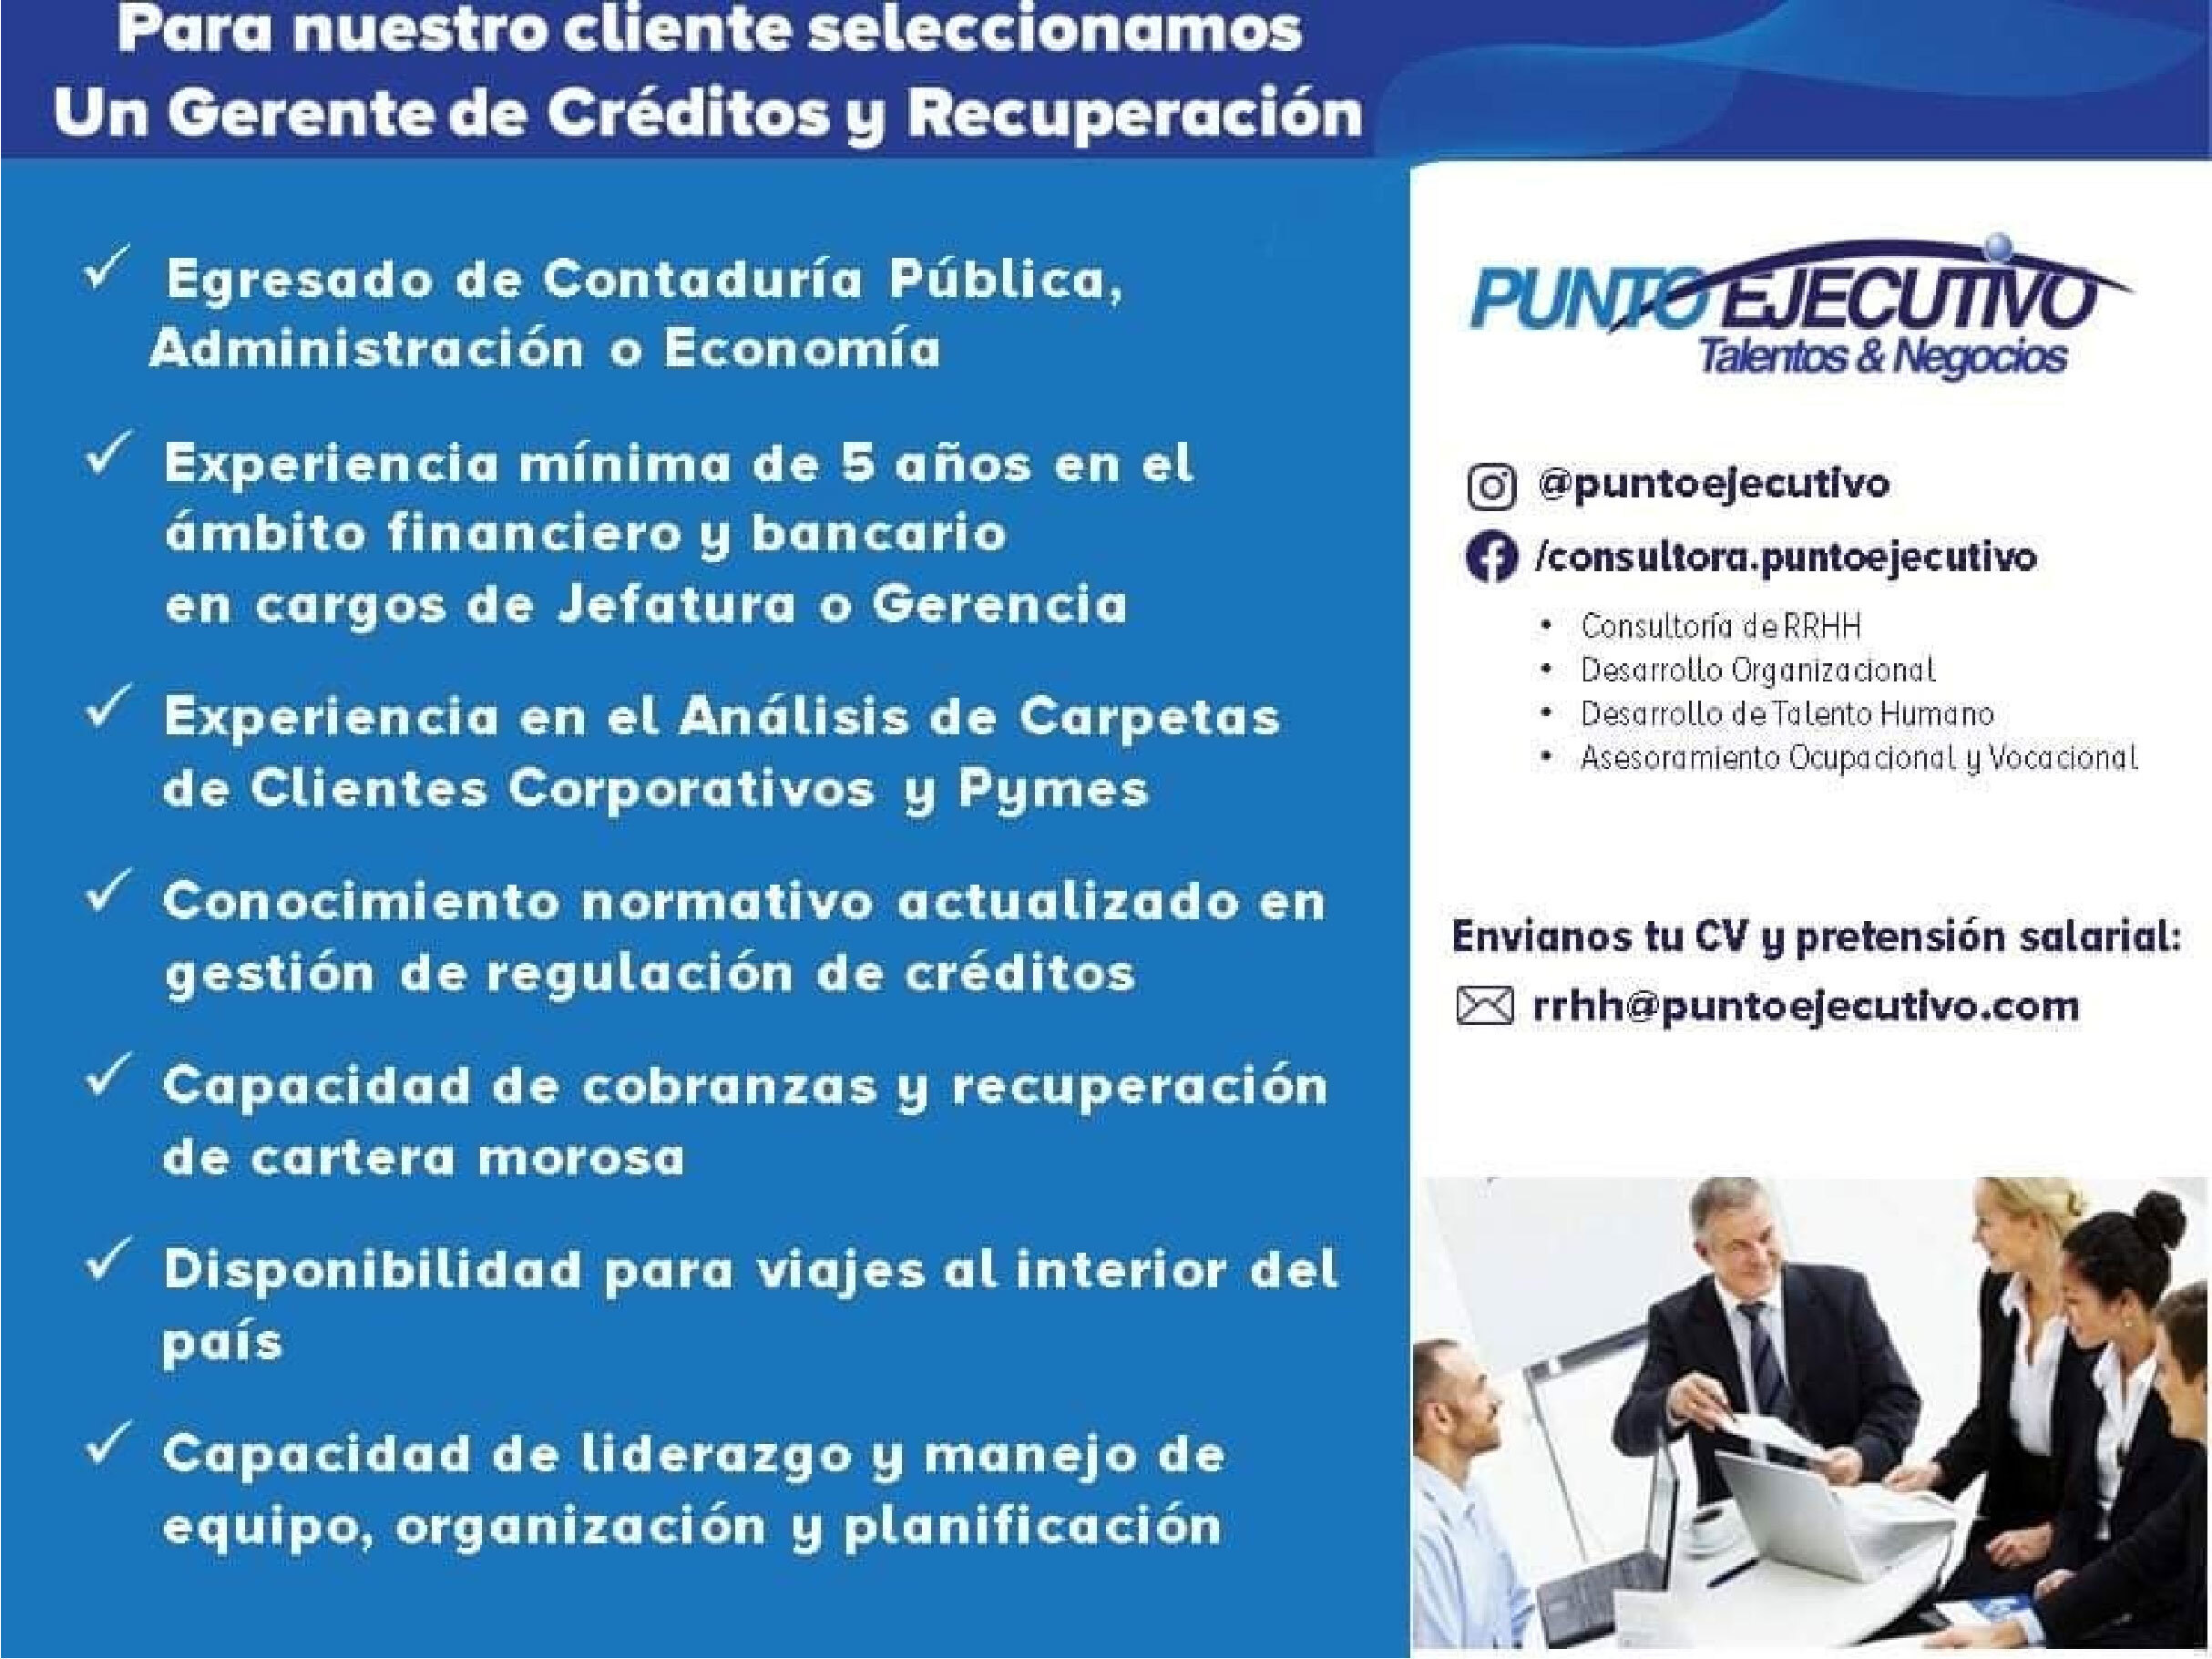 Para nuestro cliente seleccionamos
Un Gerente de Créditos y Recuperación
✓ Egresado de Contaduría Pública,
Administración o Economía
✓ Experiencia mínima de 5 años en el
ámbito financiero y bancario
en cargos de Jefatura o Gerencia
✓ Experiencia en el Análisis de Carpetas
de Clientes Corporativos y Pymes
✓ Conocimiento normativo actualizado en
gestión de regulación de créditos
✓ Capacidad de cobranzas y recuperación
de cartera morosa
✓ Disponibilidad para viajes al interior del
país
✓ Capacidad de liderazgo y manejo de
equipo, organización y planificación
PUNTO EJECUTIVO
Talentos & Negocios
@puntoejecutivo
/consultora.puntoejecutivo
• Consultoría de RRHH
• Desarrollo Organizacional
• Desarrollo de Talento Humano
• Asesoramiento Ocupacional y Vocacional
Envianos tu CV y pretensión salarial:
rrhh@puntoejecutivo.com